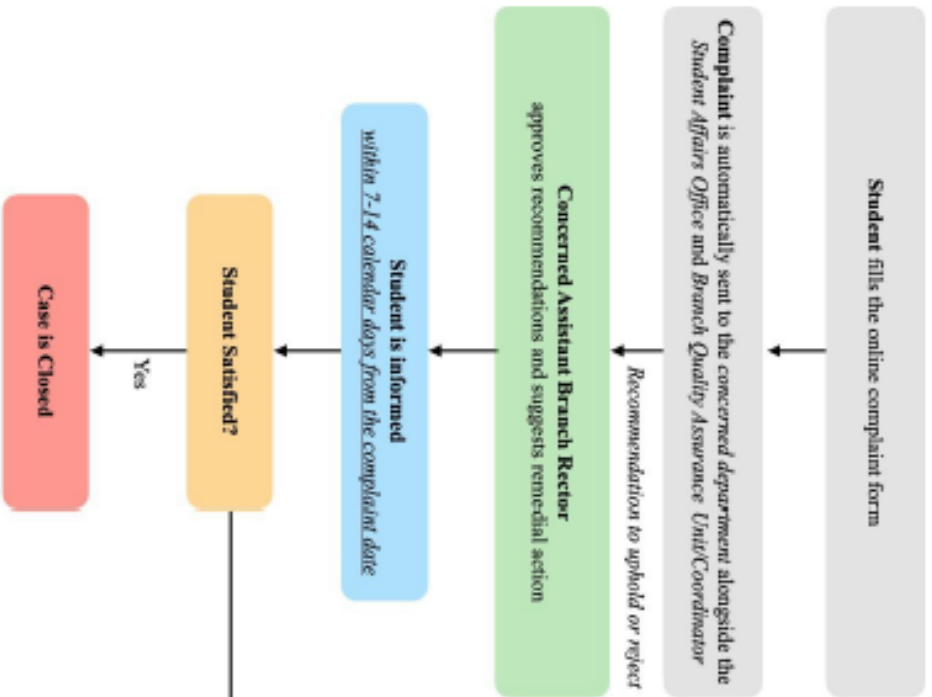 Student fills the online complaint form
Complaint is automatically sent to the concerned department alongside the
Student Affairs Office and Branch Quality Assurance Unit/Coordinator
Recommendation to uphold or reject
Concerned Assistant Branch Rector
approves recommendations and suggests remedial action
Student is informed
within 7-14 calendar days from the complaint date
Student Satisfied?
Yes
Case is Closed